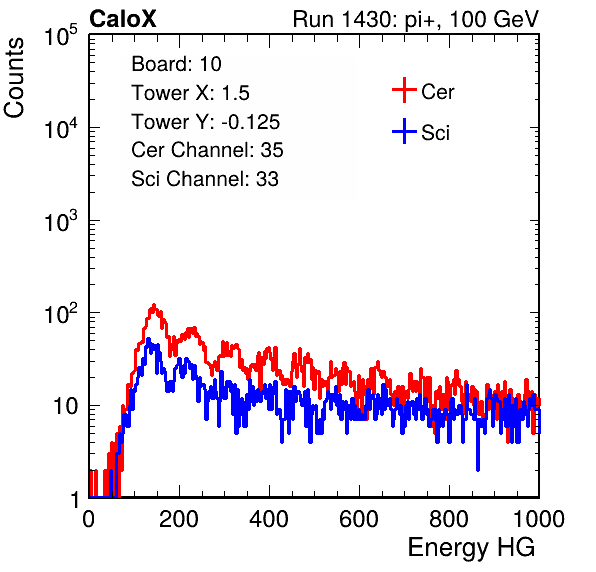 CaloX Run 1430: pi+, 100 GeV
Counts
10^5
10^4
10^3
10^2
10
1
Board: 10
Tower X: 1.5
Tower Y: -0.125
Cer Channel: 35
Sci Channel: 33
Cer
Sci
0 200 400 600 800 1000
Energy HG